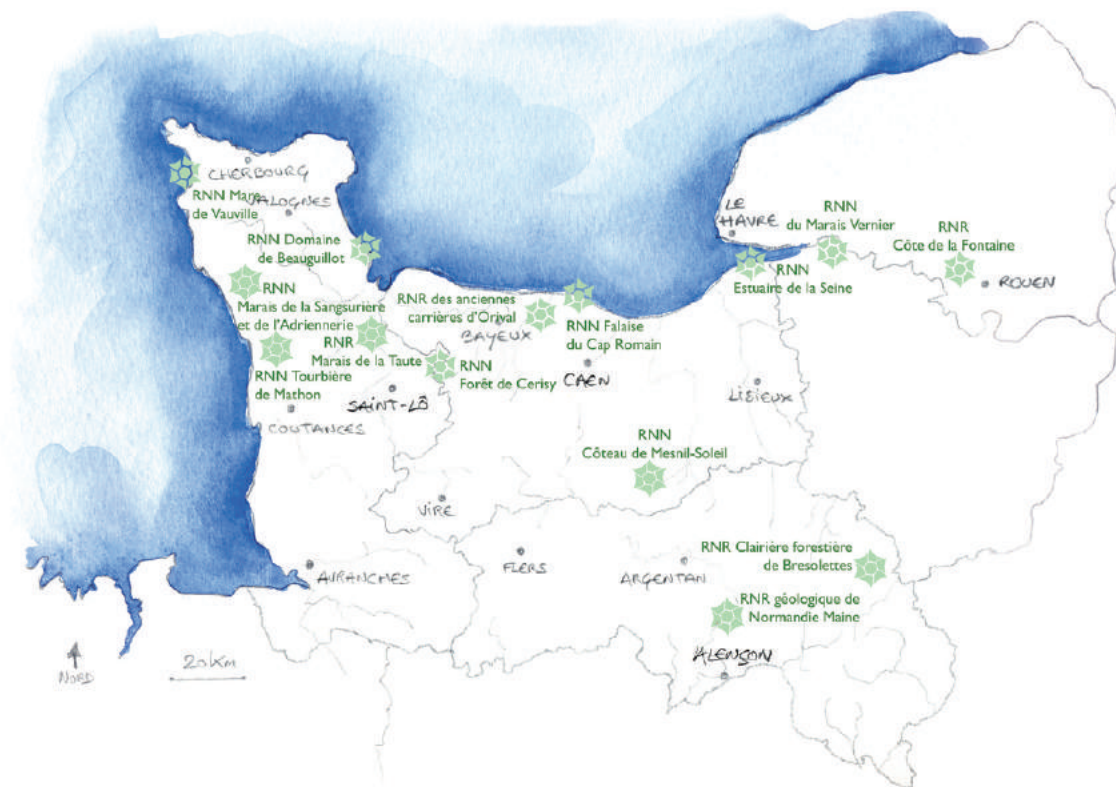 CHERBOURG
RNN Mare
de Vauville
VALOGNES
LE
HAVRE
RNN
du Marais Vernier
RNR
Côte de la Fontaine
RNN Domaine
de Beauguillot
RNN
Estuaire de la Seine
ROUEN
RNN
Marais de la Sangsurière
et de l'Adriennerie
RNR des anciennes
carrières d'Orival
BAYEUX
RNN Falaise
du Cap Romain
RNR
Marais de la Taute
RNN
Forêt de Cerisy
CAEN
RNN Tourbière
de Mathon
SAINT-LÔ
LISIEUX
COUTANCES
RNN
Côteau de Mesnil-Soleil
VIRE
RNR Clairière forestière
de Bresolettes
AVRANCHES
FLERS
ARGENTAN
RNR géologique de
Normandie Maine
ALENÇON
NORD
20Km